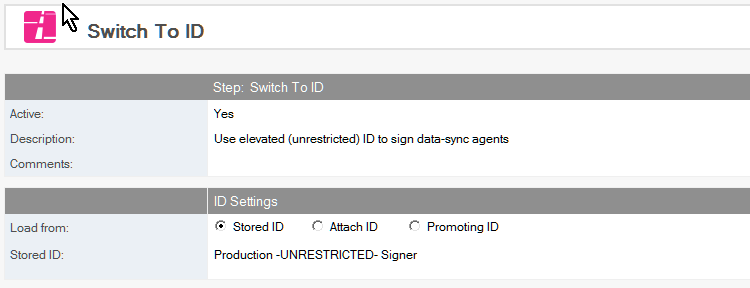 Switch To ID
Step: Switch To ID
Active: Yes
Description: Use elevated (unrestricted) ID to sign data-sync agents
Comments:
ID Settings
Load from: Stored ID Attach ID Promoting ID
Stored ID: Production -UNRESTRICTED- Signer